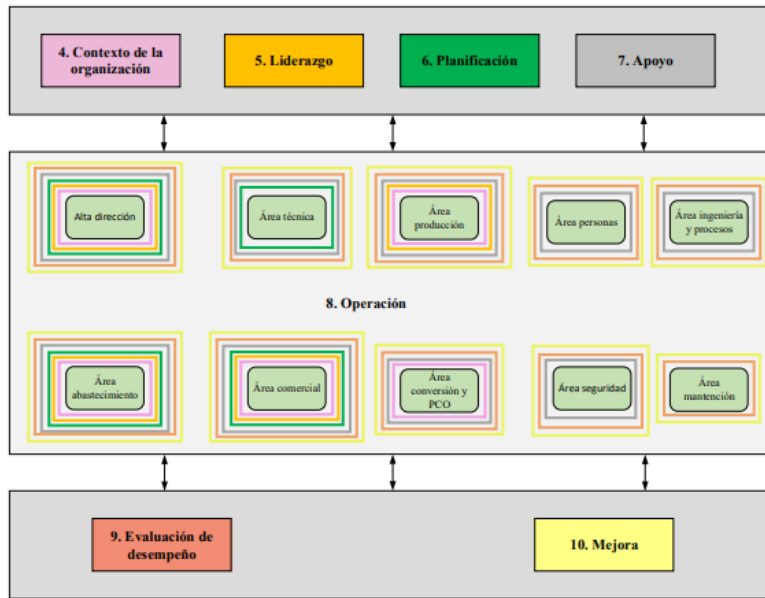 4. Contexto de la
organización
5. Liderazgo
6. Planificación
7. Apoyo
Alta dirección
Área técnica
Área
producción
Área personas
Área ingeniería
y procesos
8. Operación
Área
abastecimiento
Área comercial
Área
conversión y
PCO
Área seguridad
Área
mantención
9. Evaluación de
desempeño
10. Mejora